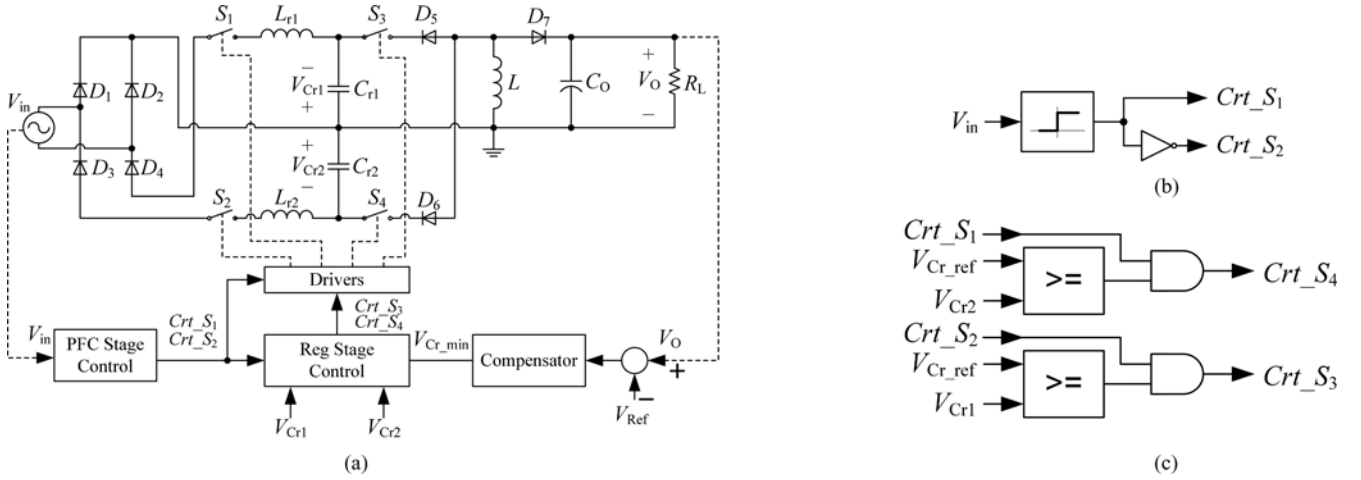 S1 Lr1 S3 D5 D7
D1 D2
Vin
D3 D4
−
VCr1
+
Cr1
+
VCr2
−
Cr2
L CO
+
VO
−
RL
S2 Lr2 S4 D6
Drivers
Crt_S1
Crt_S2
Crt_S3
Crt_S4
Vin
PFC Stage
Control
Reg Stage
Control
VCr_min
Compensator
VO
+
−
VRef
VCr1 VCr2
(a)
Vin
Crt_S1
Crt_S2
(b)
Crt_S1
VCr_ref
VCr2
>=
Crt_S4
Crt_S2
VCr_ref
VCr1
>=
Crt_S3
(c)